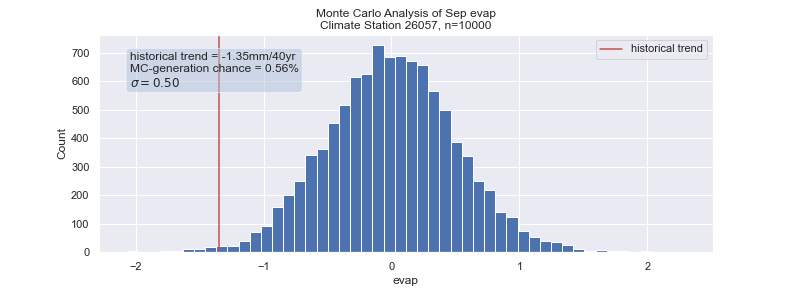 Monte Carlo Analysis of Sep evap
Climate Station 26057, n=10000
historical trend = -1.35mm/40yr
MC-generation chance = 0.56%
σ = 0.50
historical trend
Count
700
600
500
400
300
200
100
0
−2
−1
0
1
2
evap